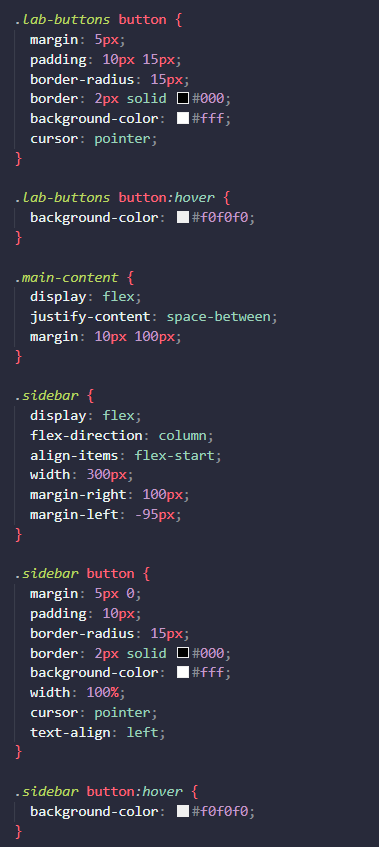 .lab-buttons button {
  margin: 5px;
  padding: 10px 15px;
  border-radius: 15px;
  border: 2px solid #000;
  background-color: #fff;
  cursor: pointer;
}

.lab-buttons button:hover {
  background-color: #f0f0f0;
}

.main-content {
  display: flex;
  justify-content: space-between;
  margin: 10px 100px;
}

.sidebar {
  display: flex;
  flex-direction: column;
  align-items: flex-start;
  width: 300px;
  margin-right: 100px;
  margin-left: -95px;
}

.sidebar button {
  margin: 5px 0;
  padding: 10px;
  border-radius: 15px;
  border: 2px solid #000;
  background-color: #fff;
  width: 100%;
  cursor: pointer;
  text-align: left;
}

.sidebar button:hover {
  background-color: #f0f0f0;
}